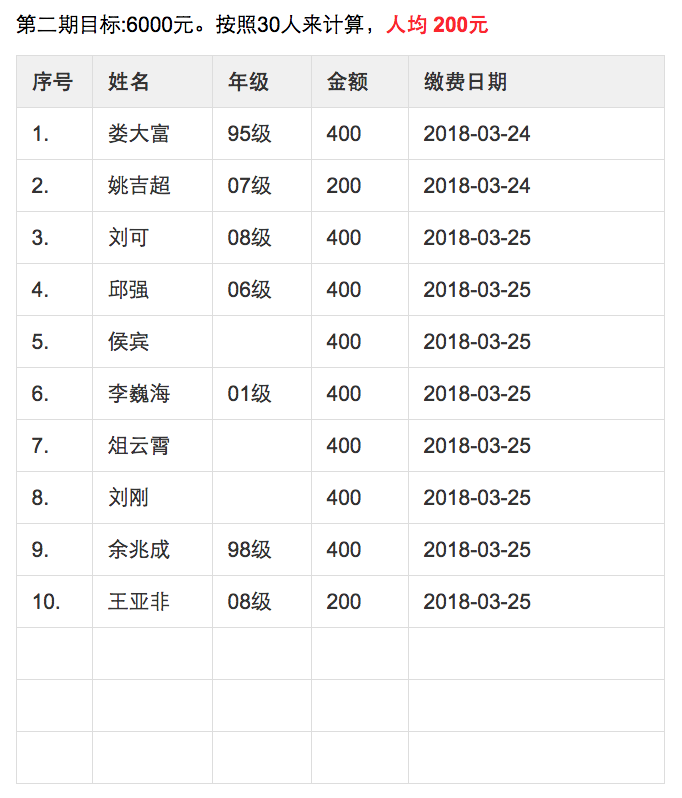 第二期目标:6000元。按照30人来计算，人均 200元
序号 姓名 年级 金额 缴费日期
1. 娄大富 95级 400 2018-03-24
2. 姚吉超 07级 200 2018-03-24
3. 刘可 08级 400 2018-03-25
4. 邱强 06级 400 2018-03-25
5. 侯宾 400 2018-03-25
6. 李巍海 01级 400 2018-03-25
7. 俎云霄 400 2018-03-25
8. 刘刚 400 2018-03-25
9. 余兆成 98级 400 2018-03-25
10. 王亚非 08级 200 2018-03-25